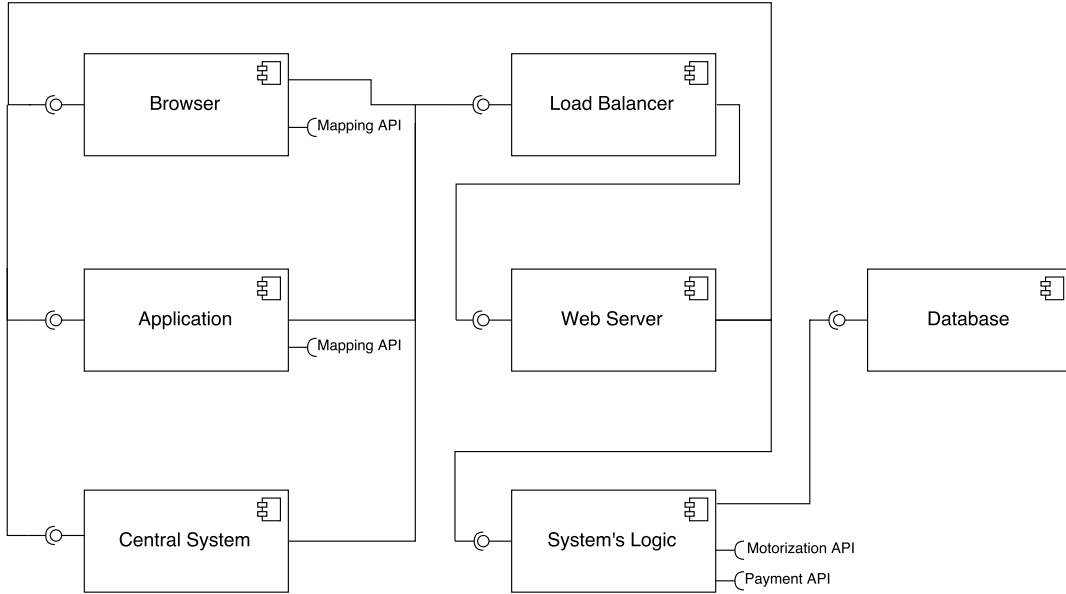 Browser
Load Balancer
Mapping API
Application
Web Server
Database
Mapping API
Central System
System's Logic
Motorization API
Payment API